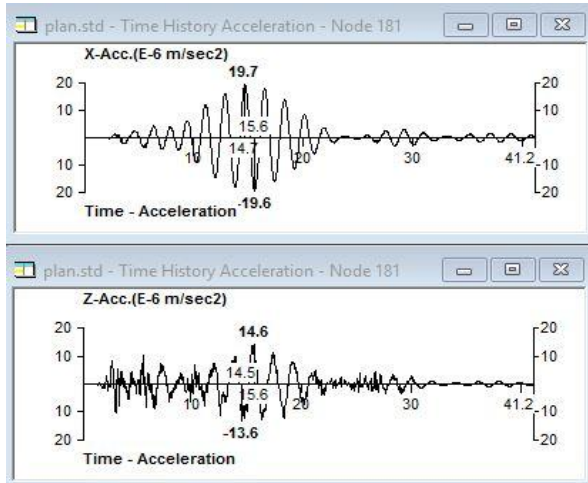 plan.std - Time History Acceleration - Node 181
X-Acc.(E-6 m/sec2)
19.7
20 20
10 10
15.6
14.7
10 20 30 41.2
10 10
20 20
-19.6
Time - Acceleration
plan.std - Time History Acceleration - Node 181
Z-Acc.(E-6 m/sec2)
14.6
20 20
10 10
14.5
15.6
10 20 30 41.2
10 10
20 20
-13.6
Time - Acceleration